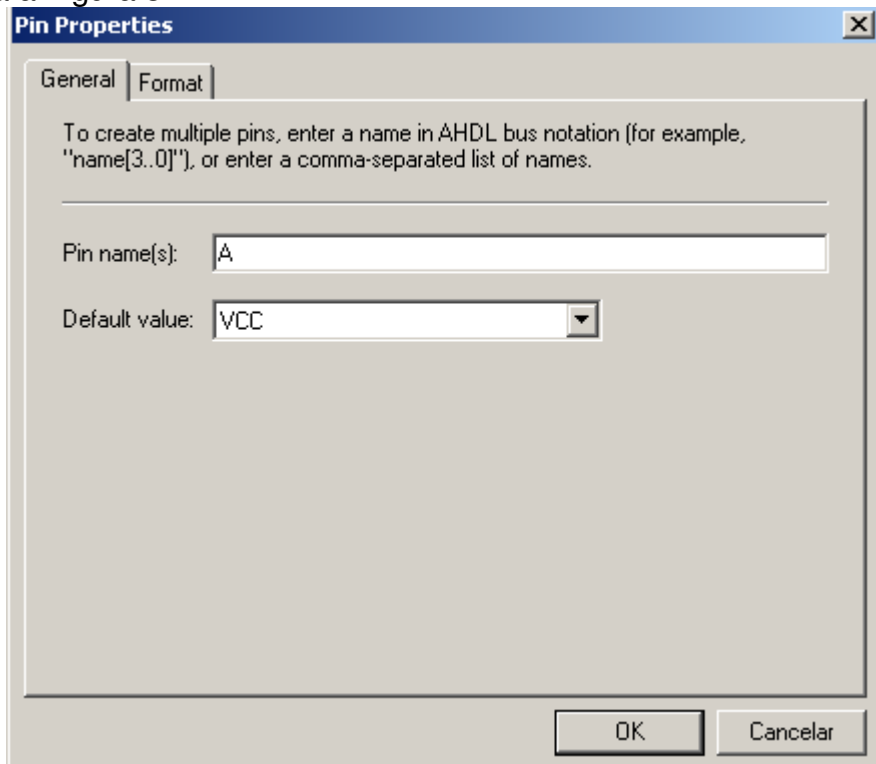 Pin Properties
General Format
To create multiple pins, enter a name in AHDL bus notation (for example,
"name[3..0]"), or enter a comma-separated list of names.
Pin name(s): A
Default value: VCC
OK Cancelar